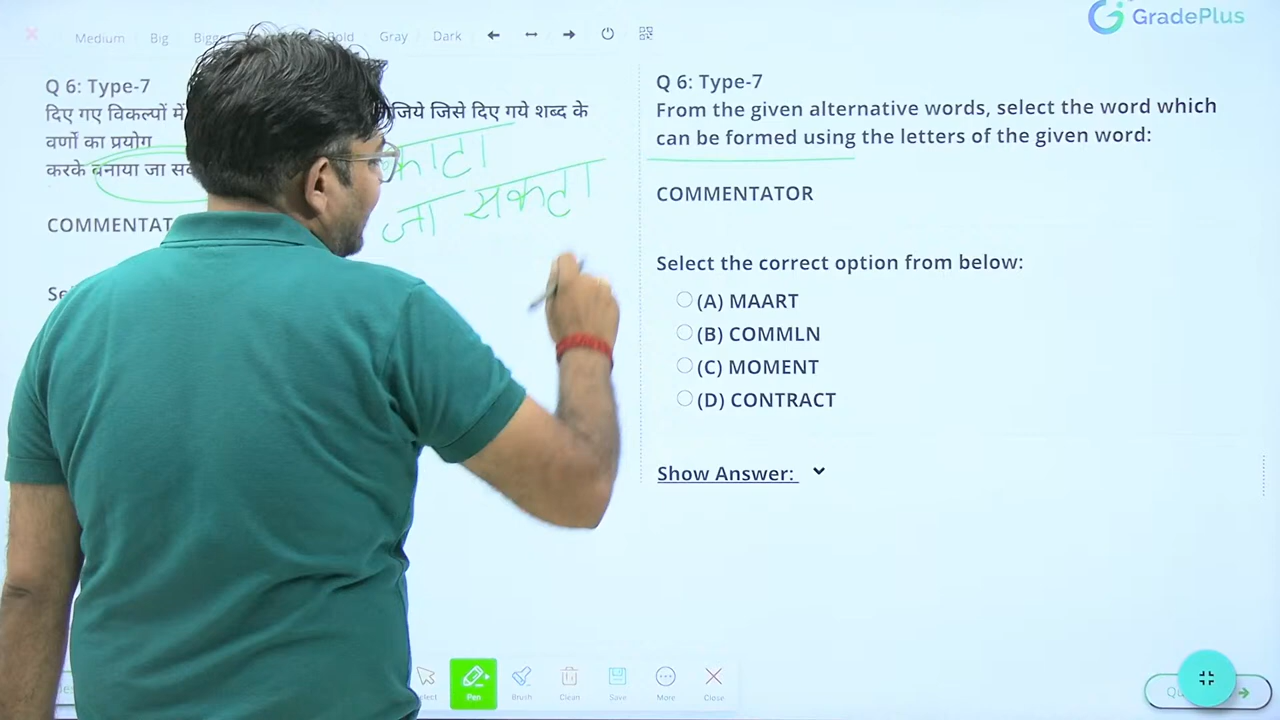 Medium Big Bold Gray Dark
GradePlus
Q 6: Type-7
दिए गए विकल्पों में जिसे दिए गये शब्द के
वर्णों का प्रयोग
करके बनाया जा
जा सकता
COMMENTAT
Q 6: Type-7
From the given alternative words, select the word which
can be formed using the letters of the given word:
COMMENTATOR
Select the correct option from below:
(A) MAART
(B) COMMLN
(C) MOMENT
(D) CONTRACT
Show Answer:
Pen Brush Clean Save More Close